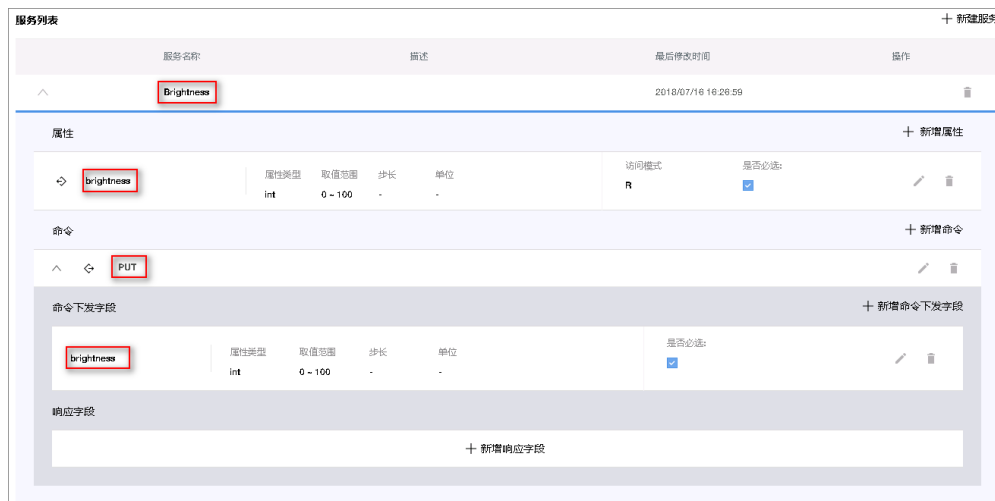 服务列表 + 新建服务
服务名称 描述 最后修改时间 操作
Brightness 2018/07/16 16:26:59
属性 + 新增属性
brightness 属性类型 取值范围 步长 单位 访问模式 是否必选:
int 0 ~ 100 - - R
命令 + 新增命令
PUT
命令下发字段 + 新增命令下发字段
brightness 属性类型 取值范围 步长 单位 是否必选:
int 0 ~ 100 - -
响应字段
+ 新增响应字段